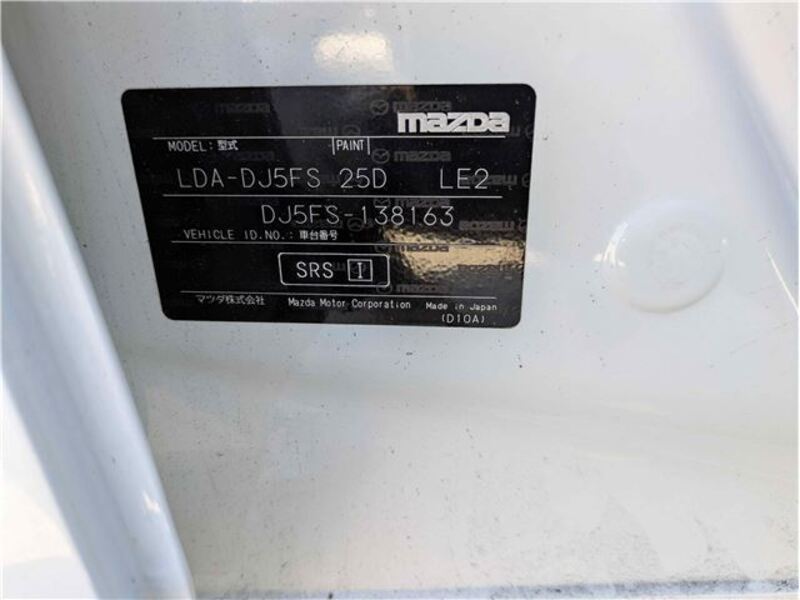 mazda
MODEL: 型式 PAINT
LDA-DJ5FS 25D LE2
DJ5FS-138163
VEHICLE ID.NO.: 車台番号
SRS I
マツダ株式会社 Mazda Motor Corporation Made in Japan
(D10A)